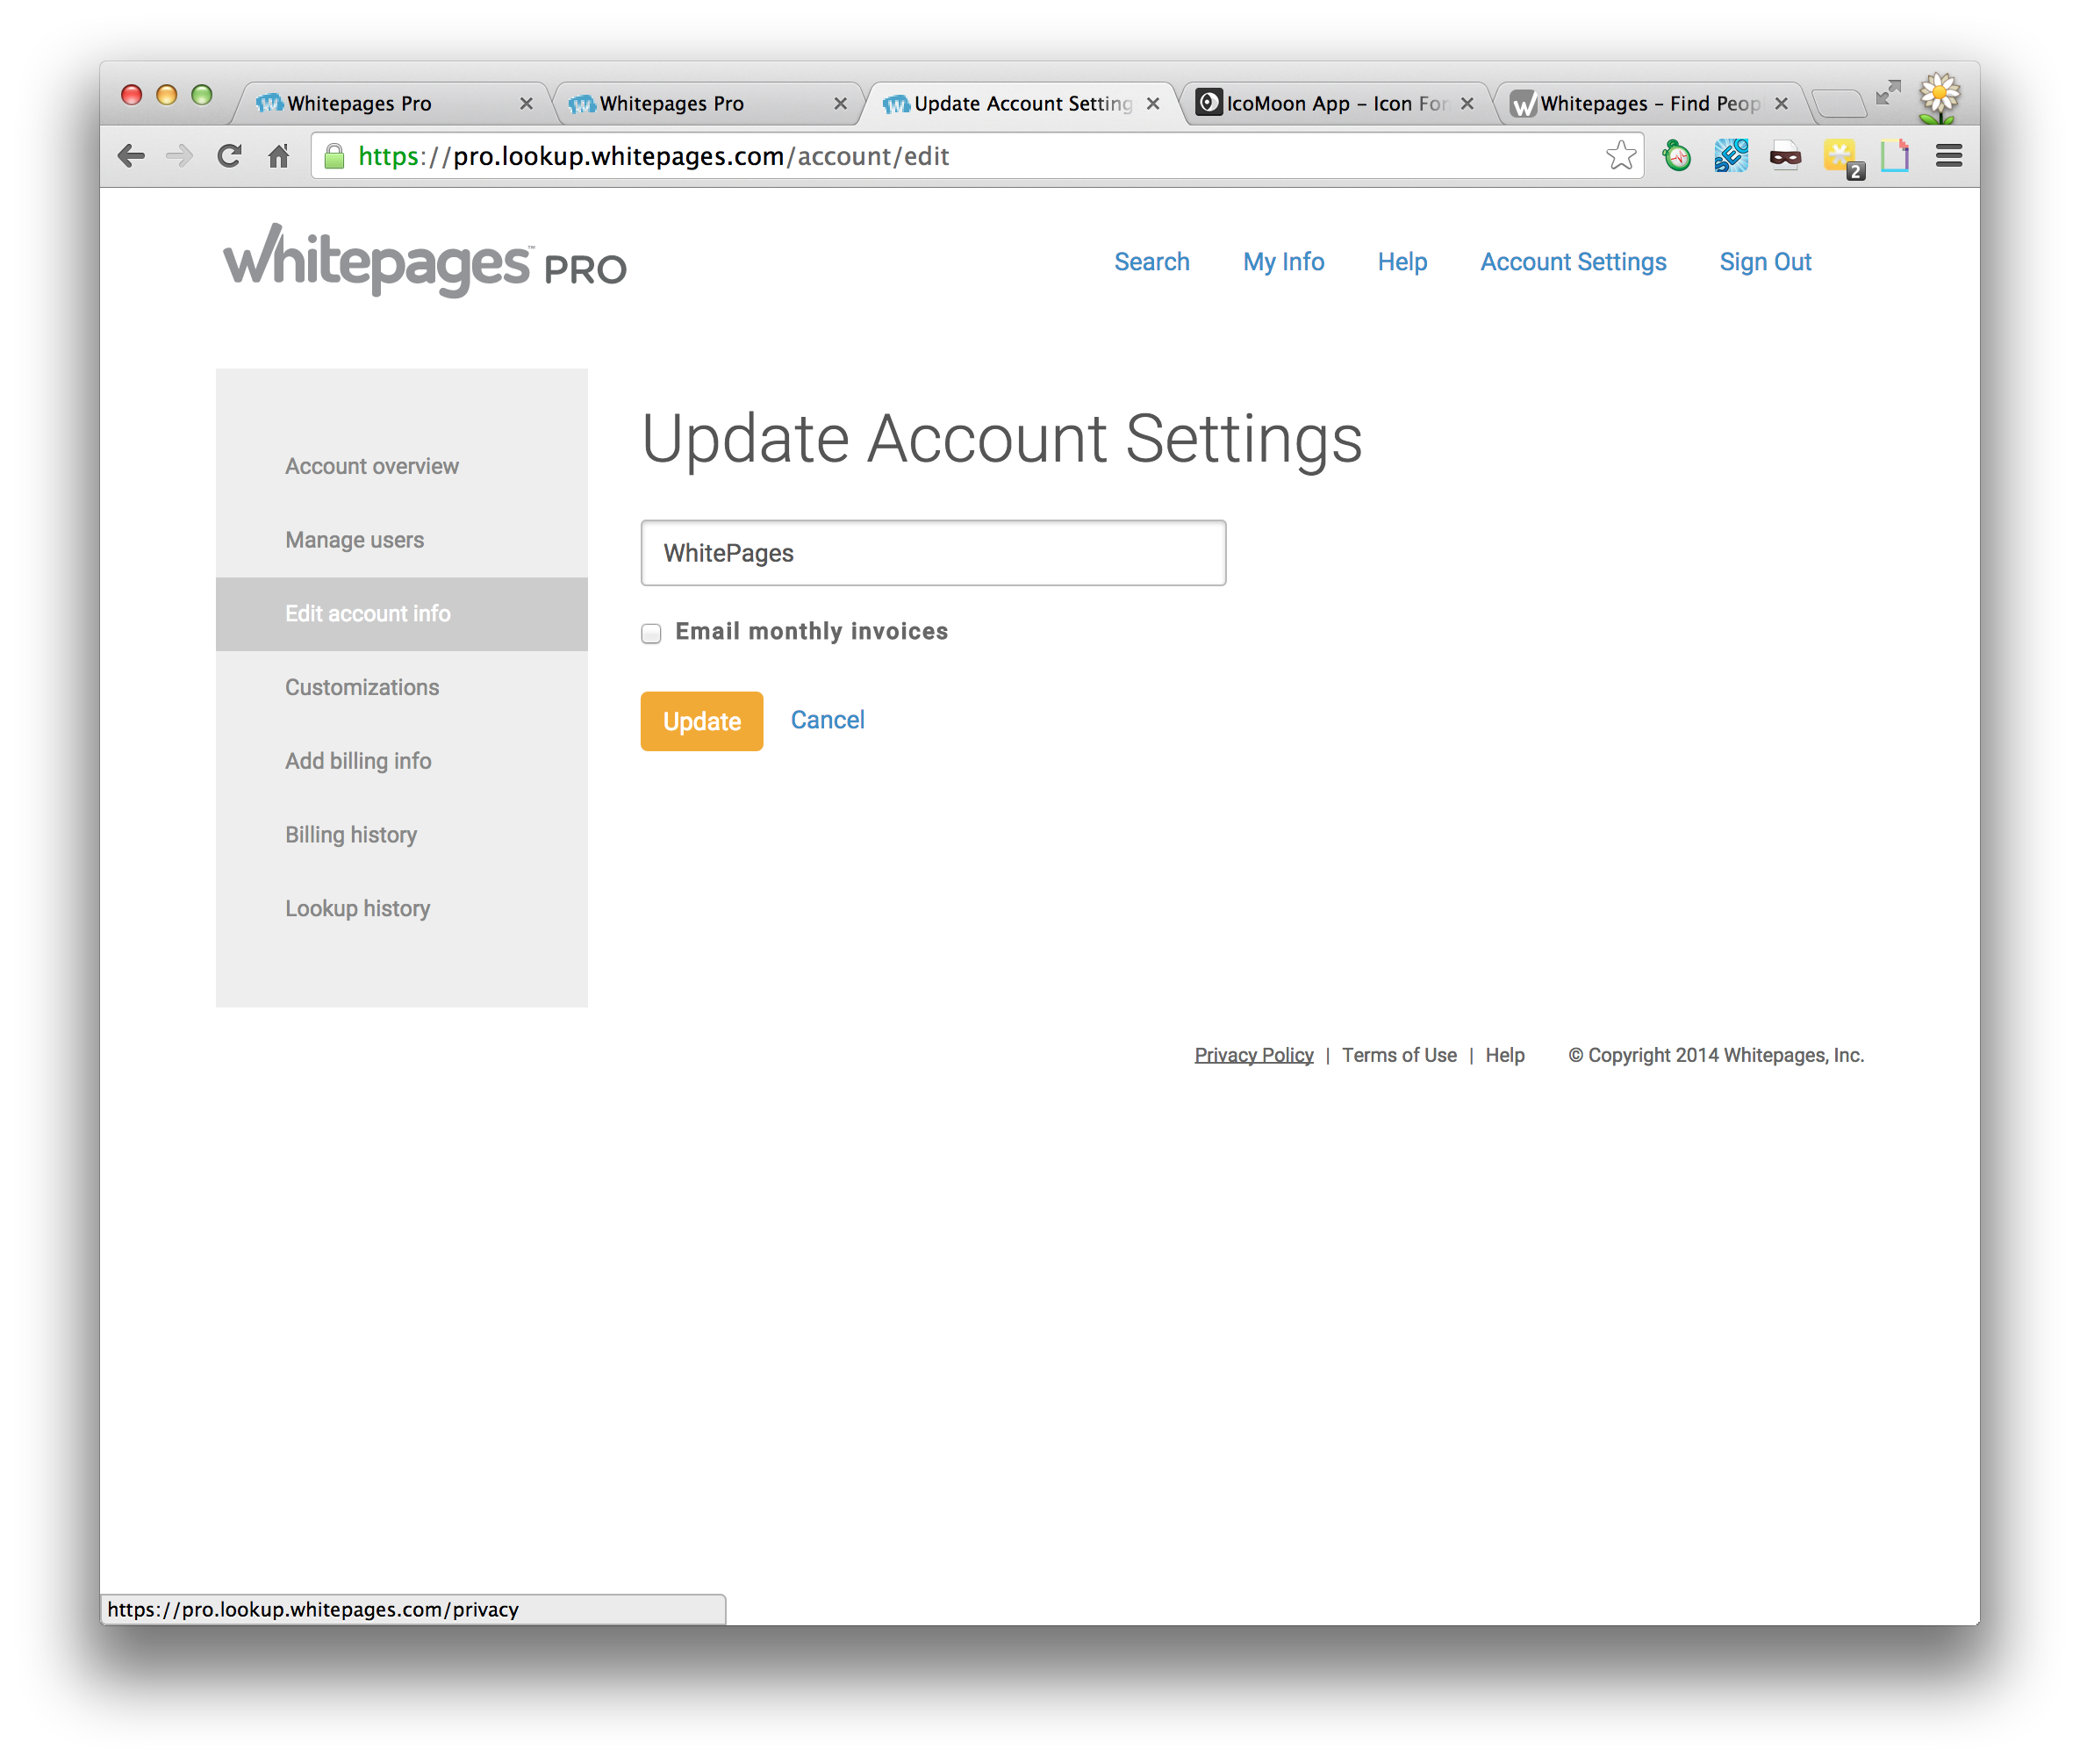 Whitepages Pro
Whitepages Pro
Update Account Setting
IcoMoon App – Icon For
Whitepages – Find Peop
https://pro.lookup.whitepages.com/account/edit
SEO
2
whitepages™ PRO
Search
My Info
Help
Account Settings
Sign Out
Account overview
Manage users
Edit account info
Customizations
Add billing info
Billing history
Lookup history
Update Account Settings
WhitePages
Email monthly invoices
Update
Cancel
Privacy Policy | Terms of Use | Help © Copyright 2014 Whitepages, Inc.
https://pro.lookup.whitepages.com/privacy